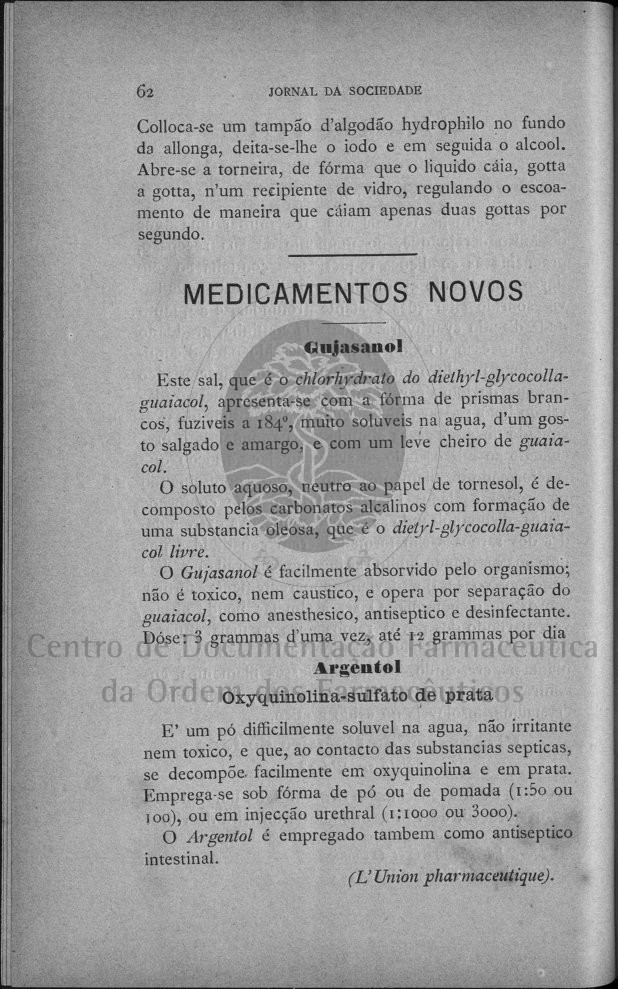 62
JORNAL DA SOCIEDADE
Colloca-se um tampão d'algodão hydrophilo no fundo
da allonga, deita-se-lhe o iodo e em seguida o alcool.
Abre-se a torneira, de fórma que o liquido cáia, gotta
a gotta, n'um recipiente de vidro, regulando o escoa-
mento de maneira que cáiam apenas duas gottas por
segundo.
MEDICAMENTOS NOVOS
Gujasanol
Este sal, que é o chlorhydrato do diethyl-glycocolla-
guaiacol, apresenta-se com a fórma de prismas bran-
cos, fuziveis a 184º, muito soluveis na agua, d'um gos-
to salgado e amargo, e com um leve cheiro de guaia-
col.
O soluto aquoso, neutro ao papel de tornesol, é de-
composto pelos carbonatos alcalinos com formação de
uma substancia oleosa, que é o dietyl-glycocolla-guaia-
col livre.
O Gujasanol é facilmente absorvido pelo organismo;
não é toxico, nem caustico, e opera por separação do
guaiacol, como anesthesico, antiseptico e desinfectante.
Dóse: 3 grammas d'uma vez, até 12 grammas por dia
Centro de Documentação Farmacêutica
Argentol
da Ordem dos Farmacêuticos
Oxyquinolina-sulfato de prata
E' um pó difficilmente soluvel na agua, não irritante
nem toxico, e que, ao contacto das substancias septicas,
se decompõe facilmente em oxyquinolina e em prata.
Emprega-se sob fórma de pó ou de pomada (1:50 ou
100), ou em injecção urethral (1:1000 ou 3000).
O Argentol é empregado tambem como antiseptico
intestinal.
(L'Union pharmaceutique).